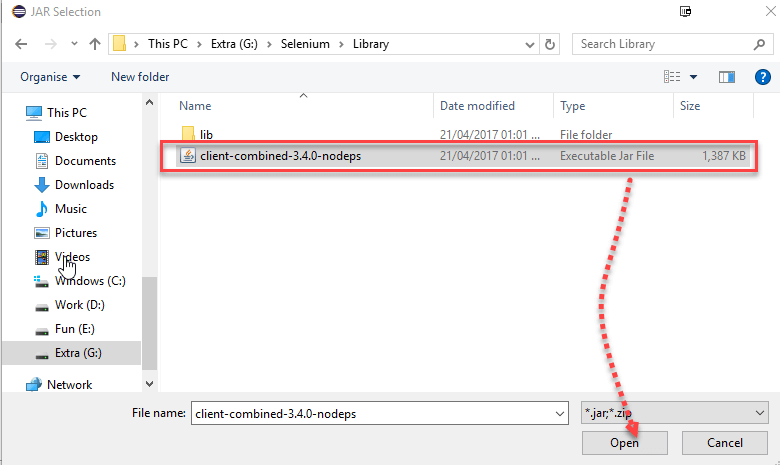 JAR Selection
This PC > Extra (G:) > Selenium > Library
Search Library
Organise New folder
Name Date modified Type Size
lib 21/04/2017 01:01 ... File folder
client-combined-3.4.0-nodeps 21/04/2017 01:01 ... Executable Jar File 1,387 KB
This PC
Desktop
Documents
Downloads
Music
Pictures
Videos
Windows (C:)
Work (D:)
Fun (E:)
Extra (G:)
Network
File name: client-combined-3.4.0-nodeps *.jar;*.zip
Open Cancel